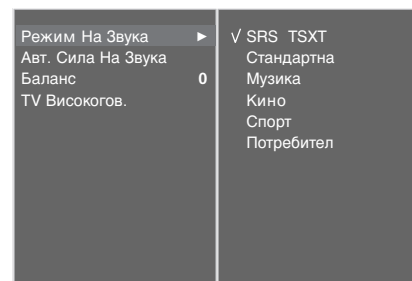 Режим На Звука ►
Авт. Сила На Звука
Баланс 0
TV Високогов.
√ SRS TSXT
Стандартна
Музика
Кино
Спорт
Потребител